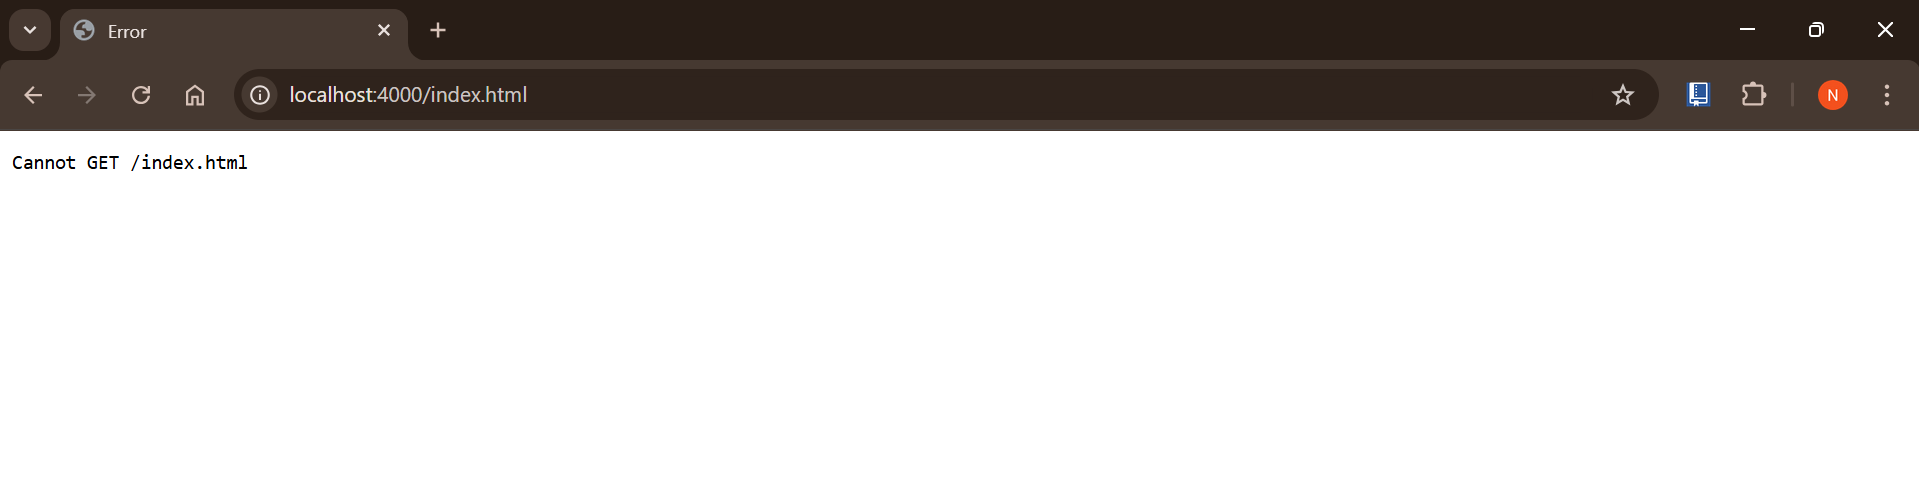 Error
localhost:4000/index.html
N
Cannot GET /index.html